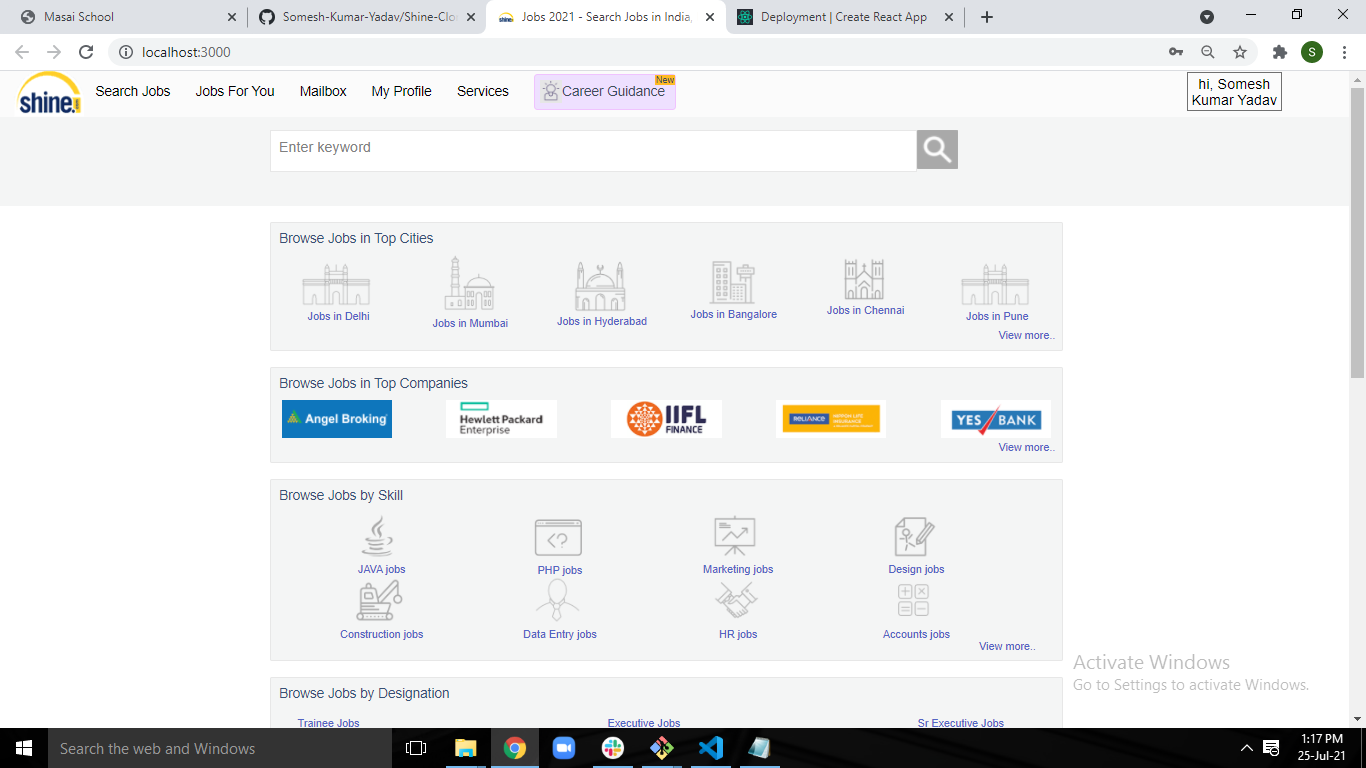 Masai School
Somesh-Kumar-Yadav/Shine-Clo
Jobs 2021 - Search Jobs in India,
Deployment | Create React App
localhost:3000
S
shine.
Search Jobs
Jobs For You
Mailbox
My Profile
Services
Career Guidance
New
hi, Somesh
Kumar Yadav
Enter keyword
Browse Jobs in Top Cities
Jobs in Delhi
Jobs in Mumbai
Jobs in Hyderabad
Jobs in Bangalore
Jobs in Chennai
Jobs in Pune
View more..
Browse Jobs in Top Companies
Angel Broking
Hewlett Packard
Enterprise
IIFL
FINANCE
RELIANCE
NIPPON LIFE
INSURANCE
YES BANK
View more..
Browse Jobs by Skill
<?>
JAVA jobs
PHP jobs
Marketing jobs
Design jobs
Construction jobs
Data Entry jobs
HR jobs
Accounts jobs
View more..
Activate Windows
Go to Settings to activate Windows.
Browse Jobs by Designation
Trainee Jobs
Executive Jobs
Sr Executive Jobs
Search the web and Windows
1:17 PM
25-Jul-21